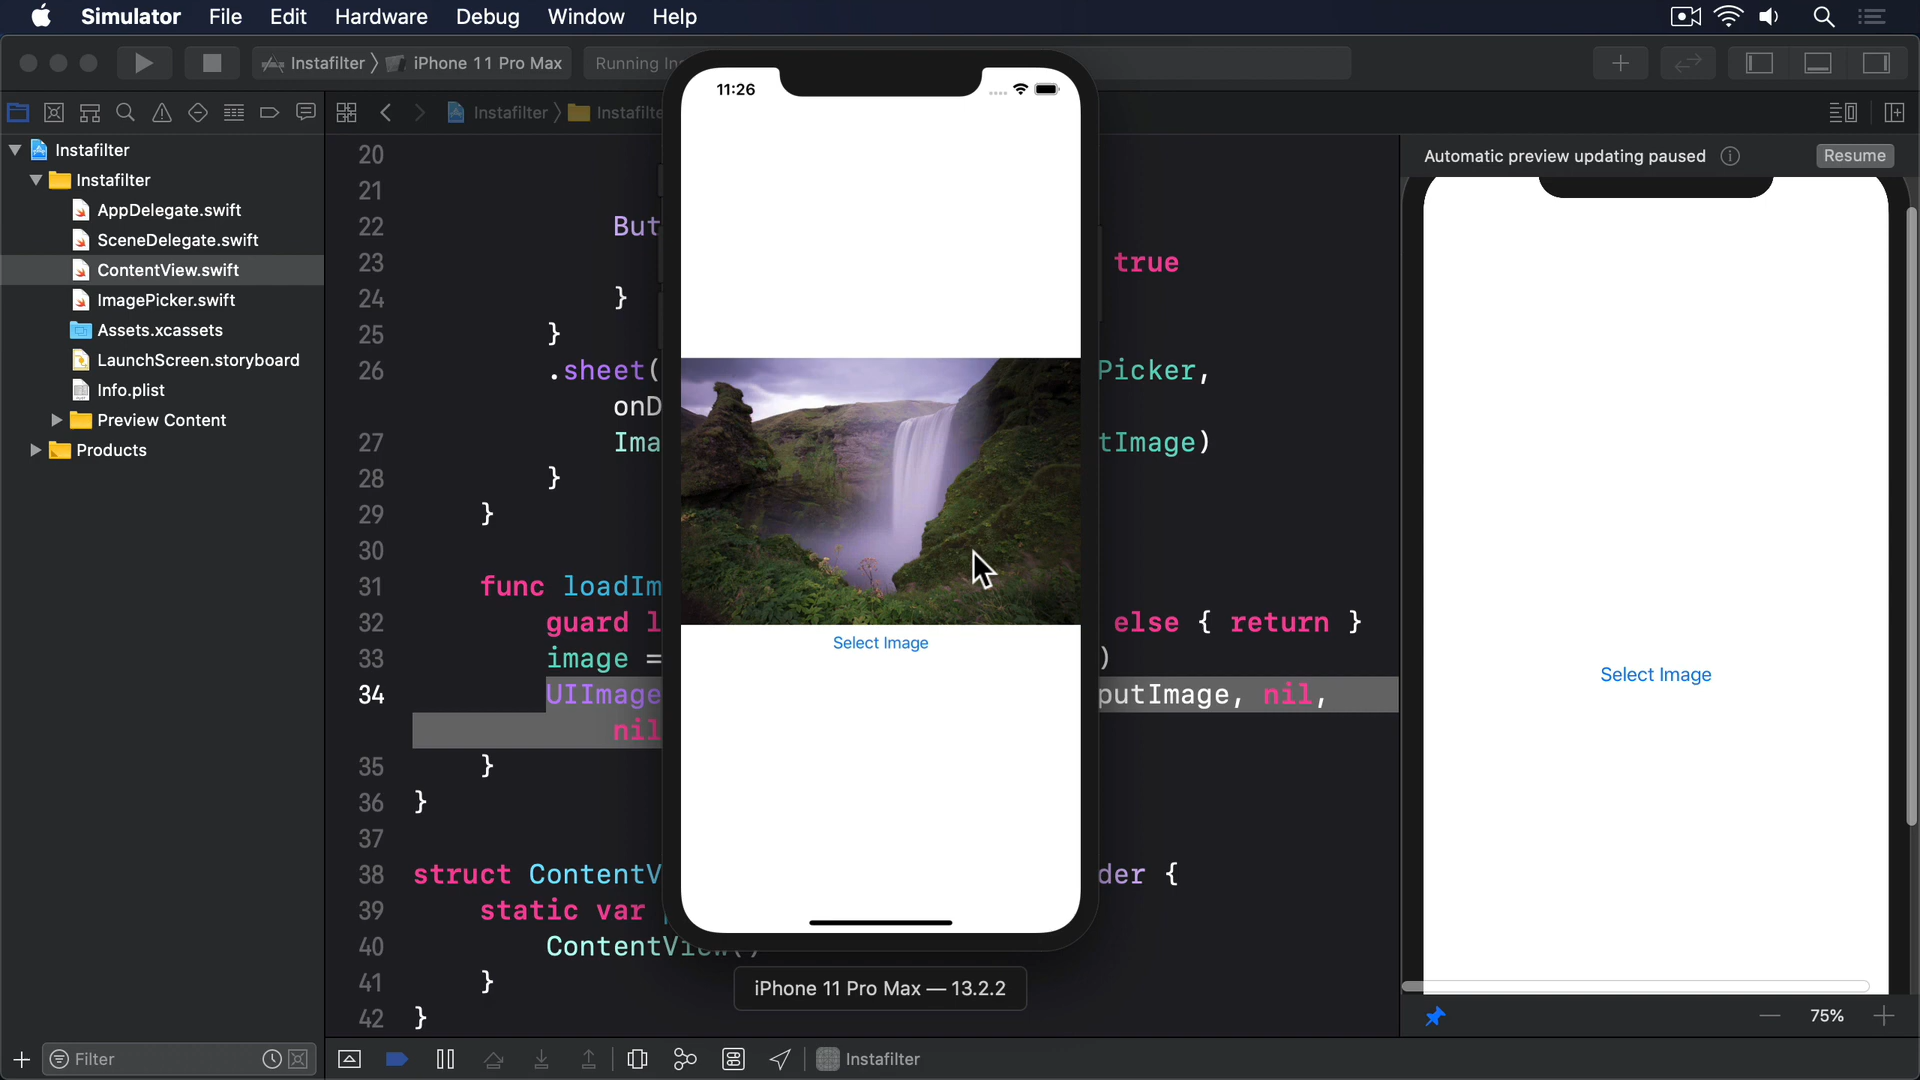 Simulator File Edit Hardware Debug Window Help
Instafilter iPhone 11 Pro Max Running
Instafilter
11:26
Automatic preview updating paused Resume
Instafilter
Instafilter
AppDelegate.swift
SceneDelegate.swift
ContentView.swift
ImagePicker.swift
Assets.xcassets
LaunchScreen.storyboard
Info.plist
Preview Content
Products
20
21
22 But
23 true
24 }
25 }
26 .sheet( Picker,
onD
27 Ima tImage)
28 }
29 }
30
31 func loadIm
32 guard l else { return }
33 image = )
34 UIImage putImage, nil,
nil
35 }
36 }
37
38 struct ContentV der {
39 static var
40 ContentView()
41 }
42 }
Select Image
Select Image
iPhone 11 Pro Max — 13.2.2
75%
Filter
Instafilter